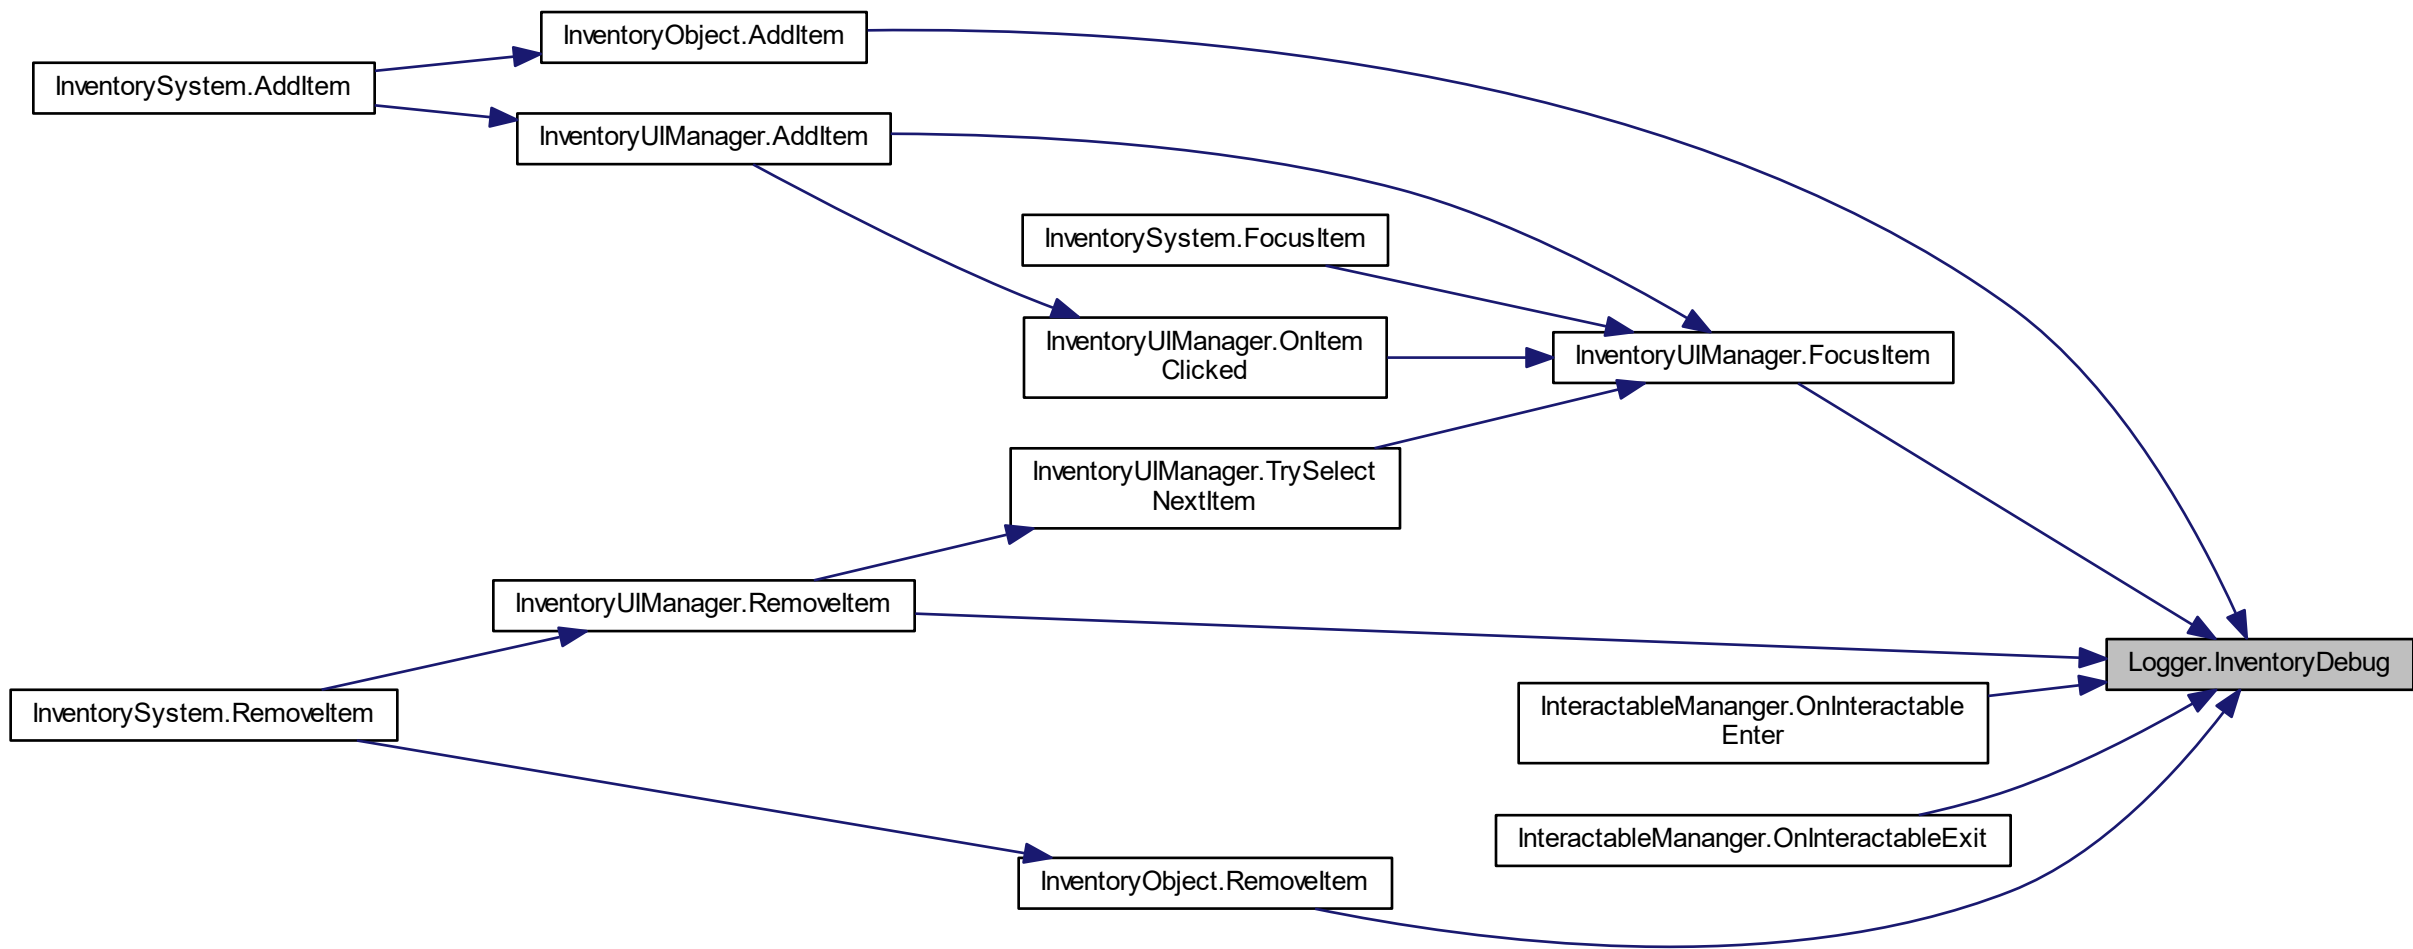 InventoryObject.AddItem
InventorySystem.AddItem
InventoryUIManager.AddItem
InventorySystem.FocusItem
InventoryUIManager.OnItem
Clicked
InventoryUIManager.FocusItem
InventoryUIManager.TrySelect
NextItem
InventoryUIManager.RemoveItem
Logger.InventoryDebug
InventorySystem.RemoveItem
InteractableMananger.OnInteractable
Enter
InteractableMananger.OnInteractableExit
InventoryObject.RemoveItem